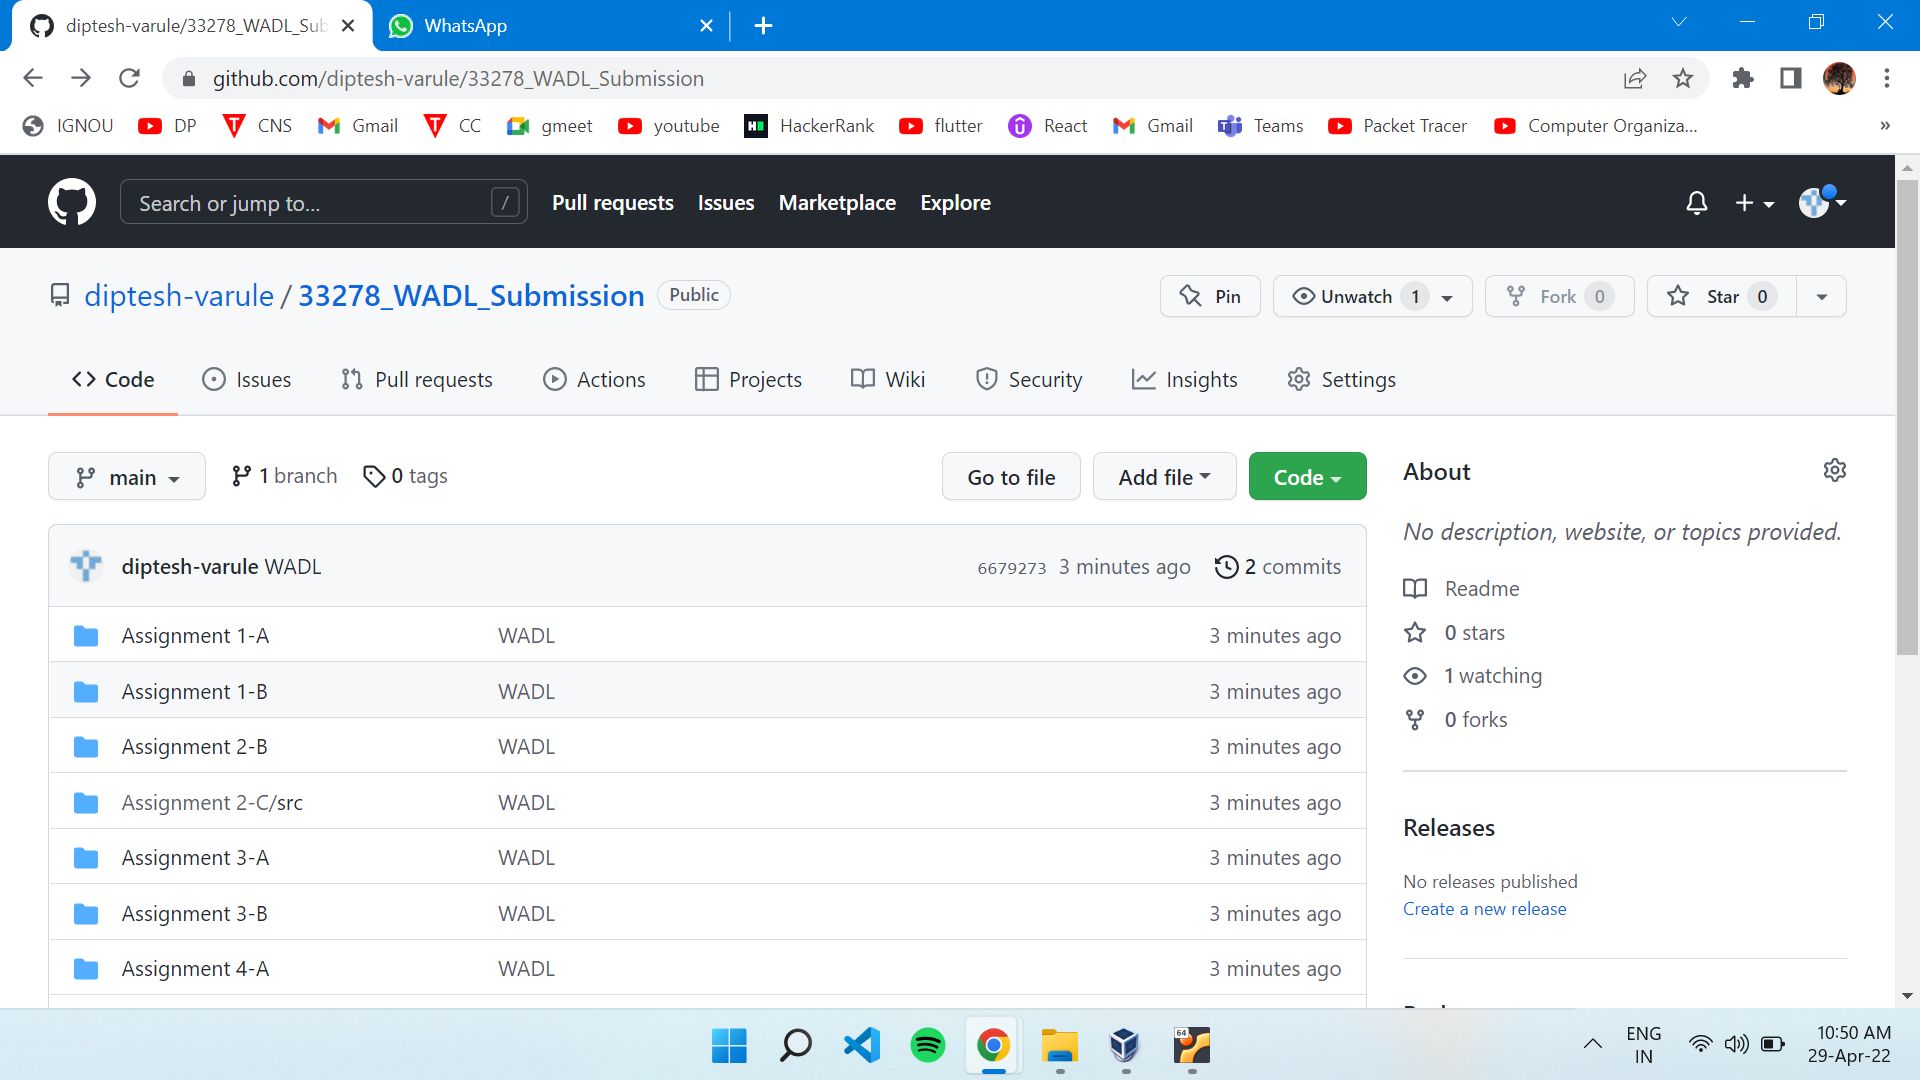 diptesh-varule/33278_WADL_Sub
WhatsApp
github.com/diptesh-varule/33278_WADL_Submission
IGNOU DP CNS Gmail CC gmeet youtube HackerRank flutter React Gmail Teams Packet Tracer Computer Organiza... »
Search or jump to... / Pull requests Issues Marketplace Explore
diptesh-varule / 33278_WADL_Submission Public Pin Unwatch 1 Fork 0 Star 0
Code Issues Pull requests Actions Projects Wiki Security Insights Settings
main 1 branch 0 tags Go to file Add file Code
diptesh-varule WADL 6679273 3 minutes ago 2 commits
Assignment 1-A WADL 3 minutes ago
Assignment 1-B WADL 3 minutes ago
Assignment 2-B WADL 3 minutes ago
Assignment 2-C/src WADL 3 minutes ago
Assignment 3-A WADL 3 minutes ago
Assignment 3-B WADL 3 minutes ago
Assignment 4-A WADL 3 minutes ago
About
No description, website, or topics provided.
Readme
0 stars
1 watching
0 forks
Releases
No releases published
Create a new release
64
ENG
IN
10:50 AM
29-Apr-22